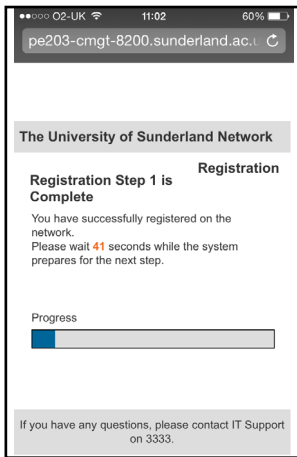 O2-UK 11:02 60%
pe203-cmgt-8200.sunderland.ac.u
The University of Sunderland Network
Registration
Registration Step 1 is
Complete
You have successfully registered on the
network.
Please wait 41 seconds while the system
prepares for the next step.
Progress
If you have any questions, please contact IT Support
on 3333.